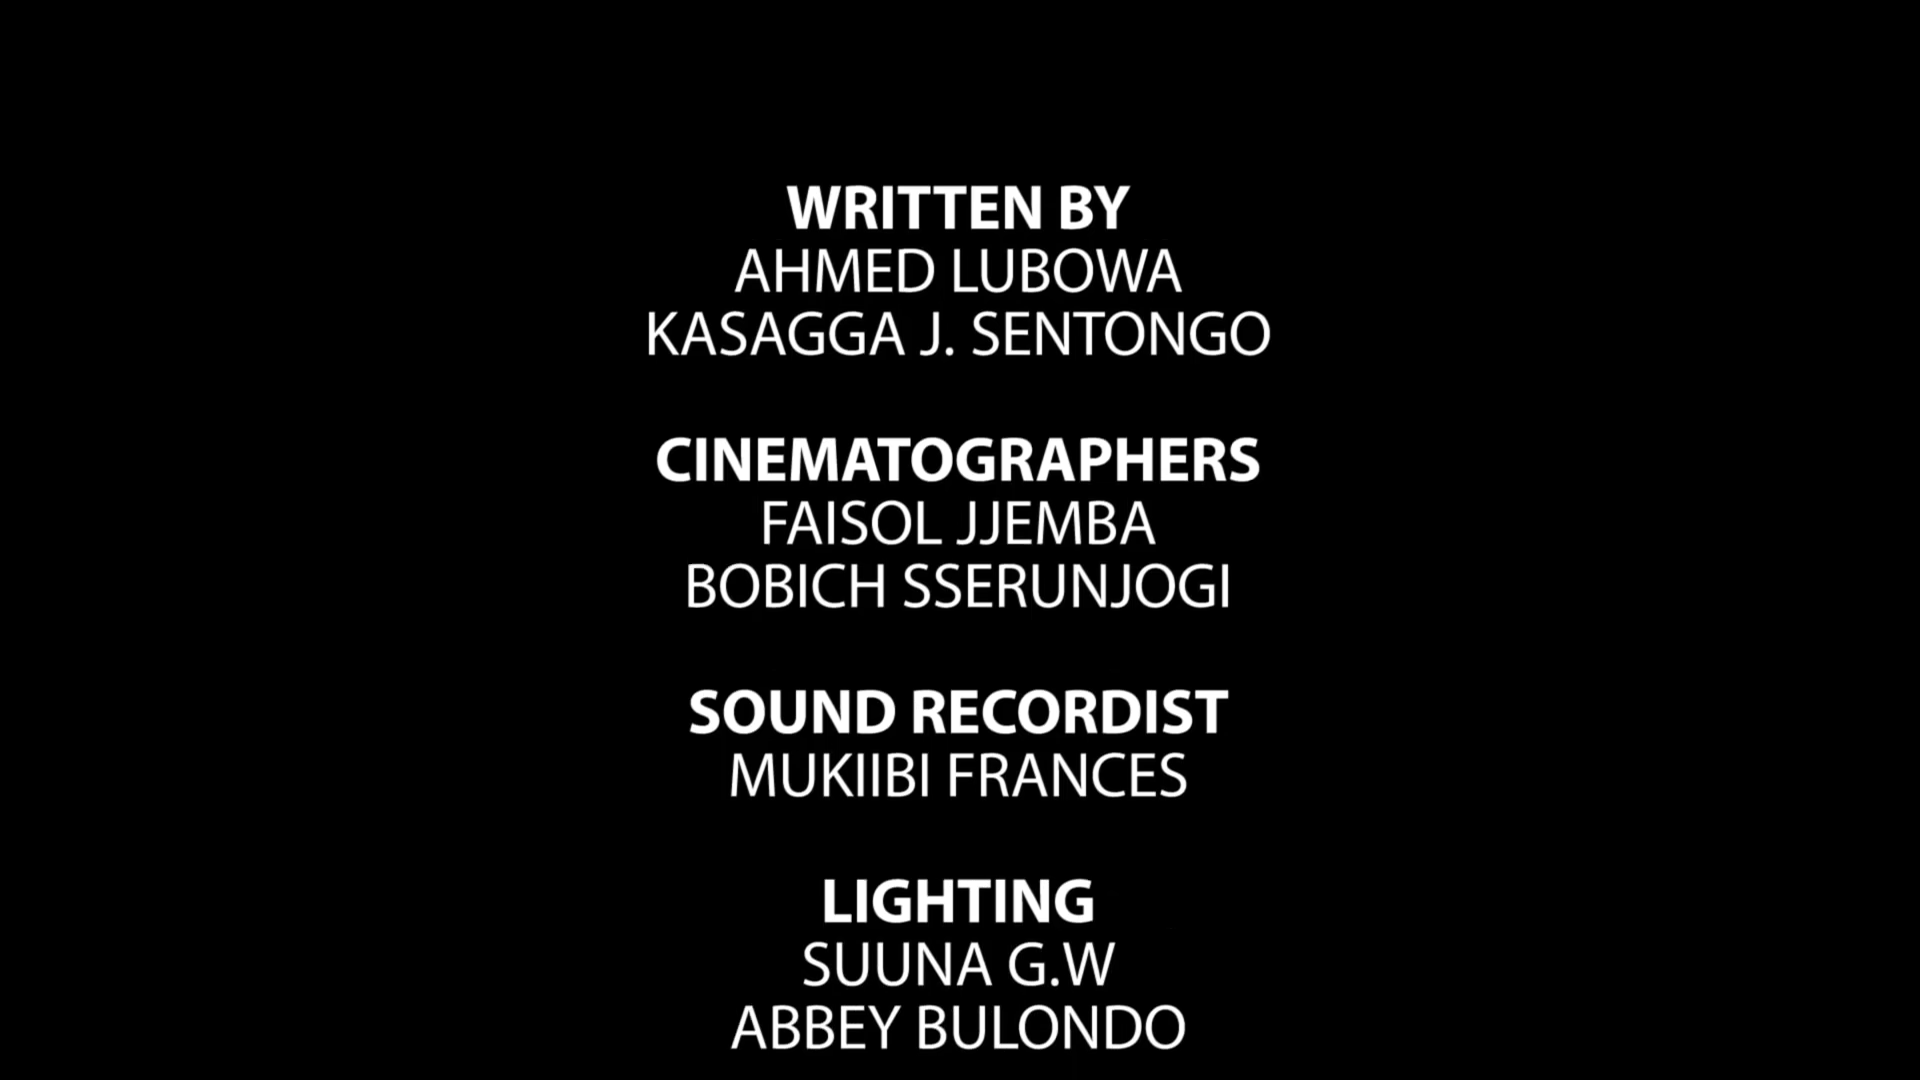 WRITTEN BY
AHMED LUBOWA
KASAGGA J. SENTONGO
CINEMATOGRAPHERS
FAISOL JJEMBA
BOBICH SSERUNJOGI
SOUND RECORDIST
MUKIIBI FRANCES
LIGHTING
SUUNA G.W
ABBEY BULONDO